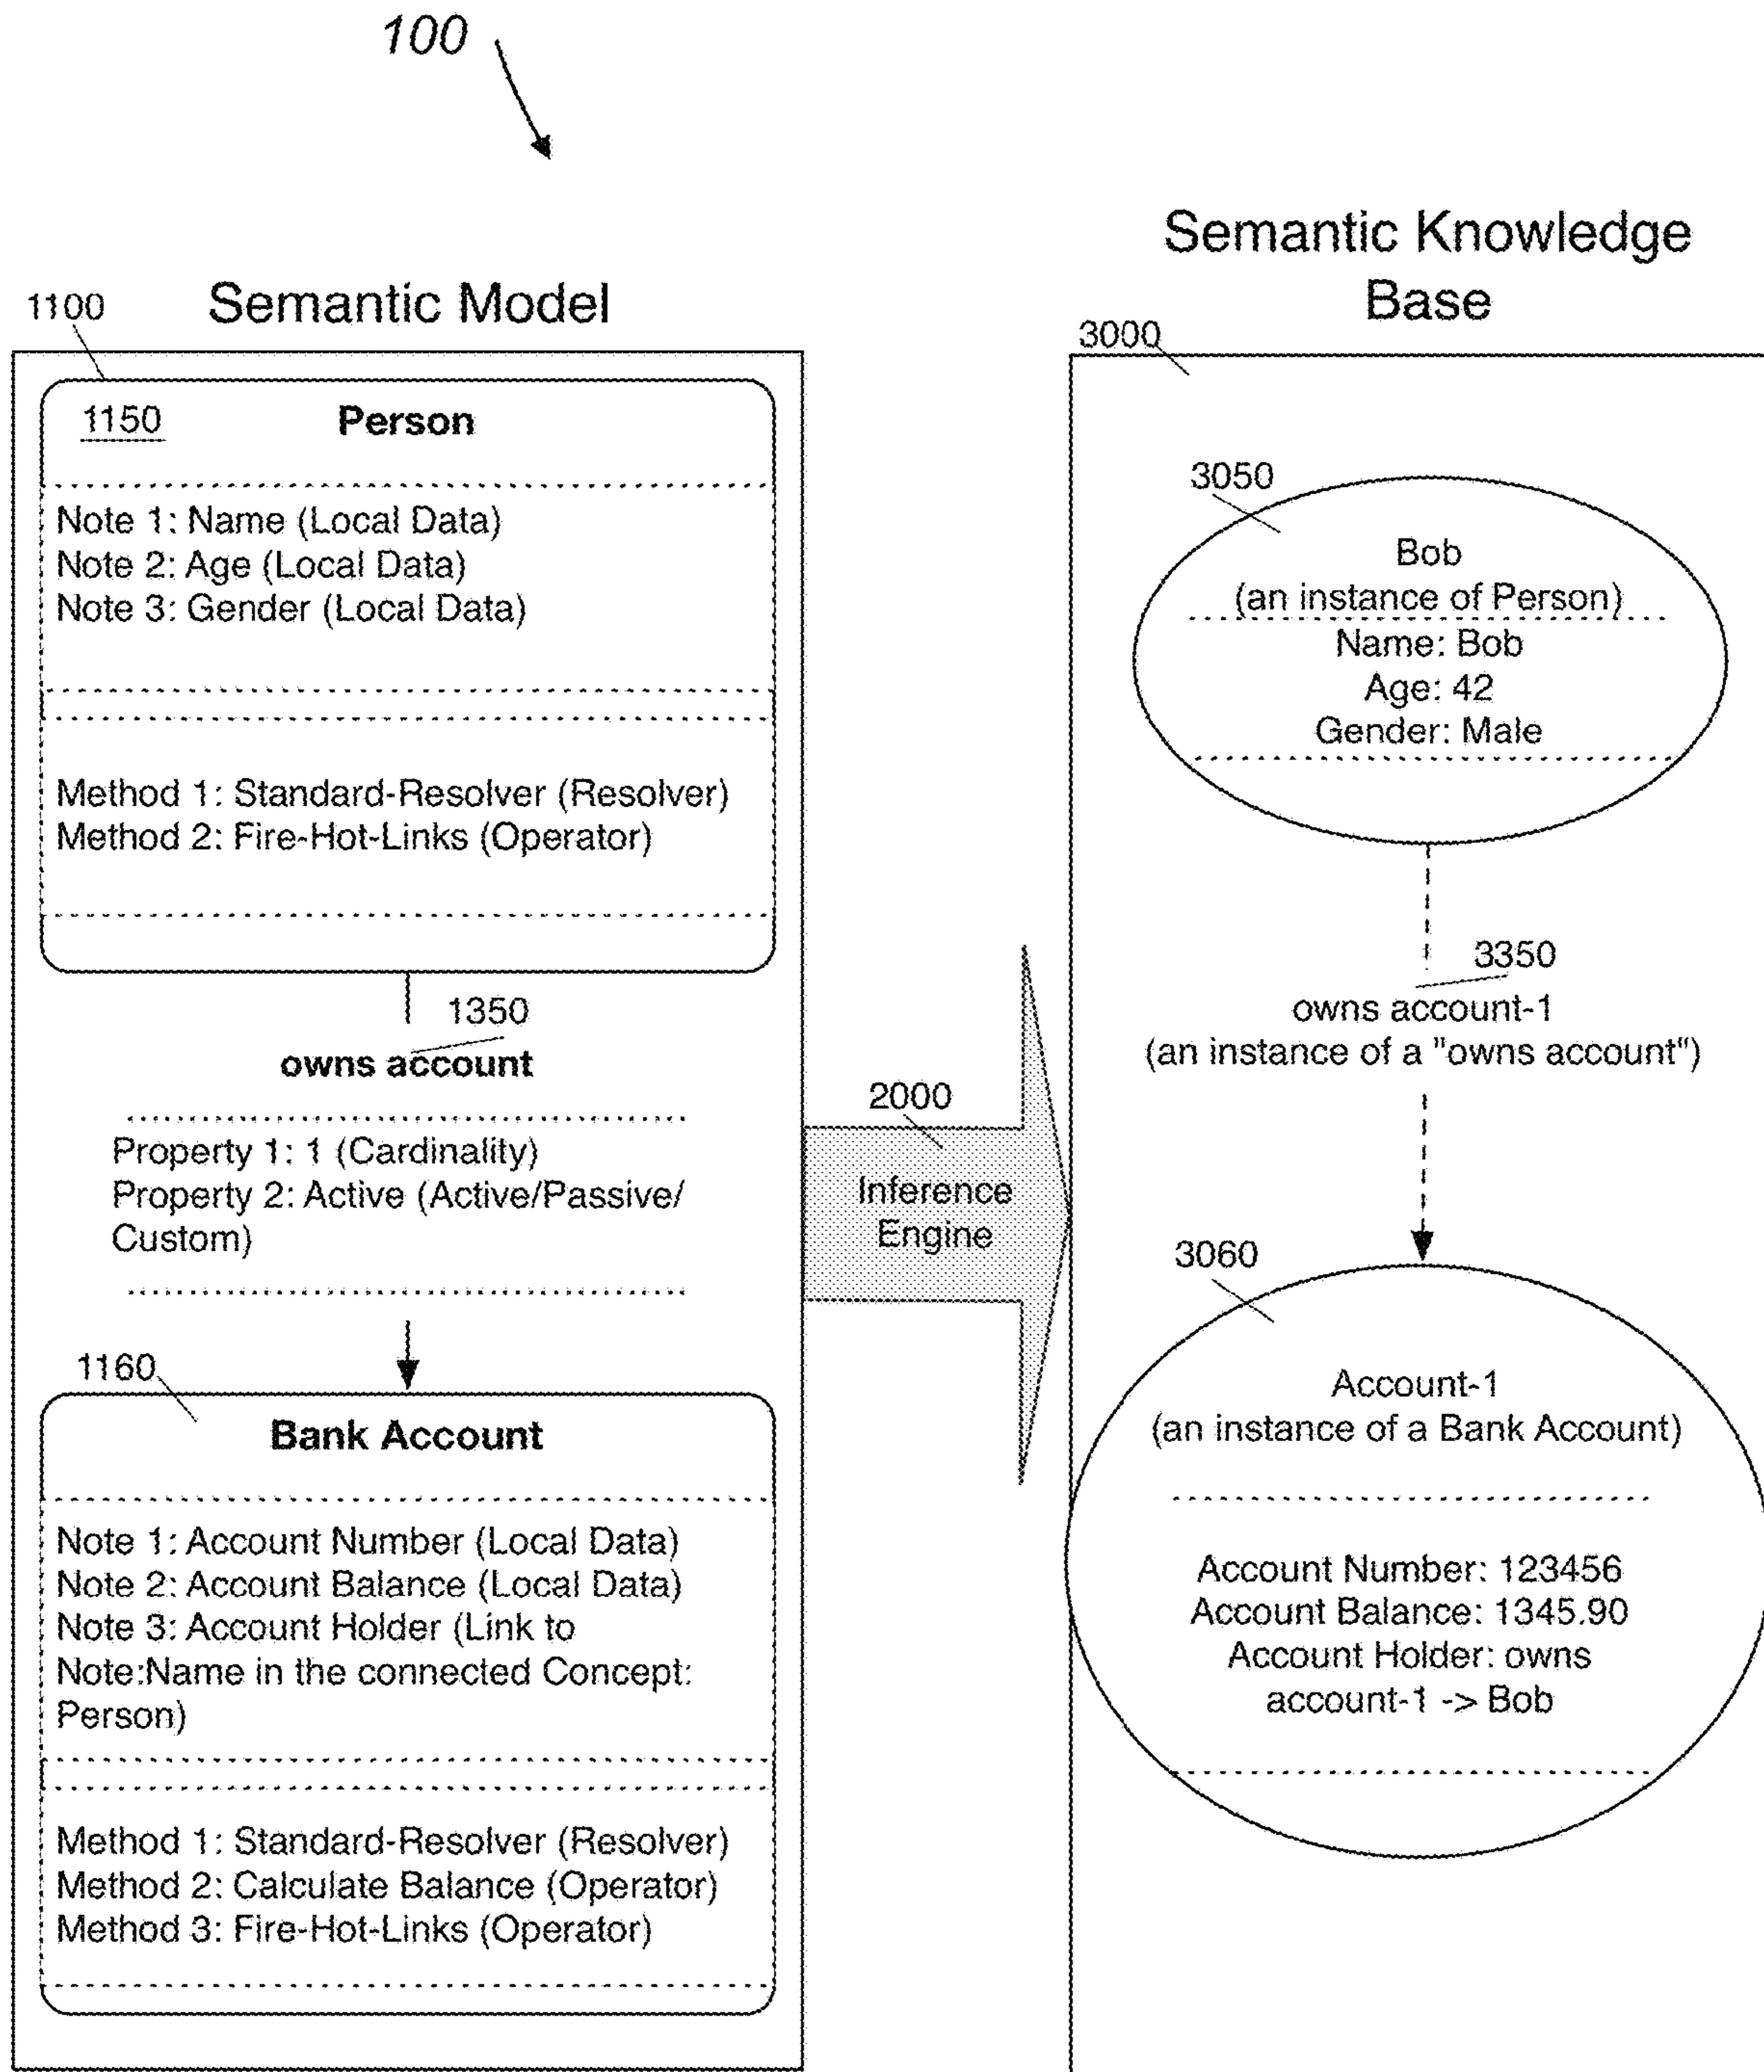 100
Semantic Model
1100
1150
Person
Note 1: Name (Local Data)
Note 2: Age (Local Data)
Note 3: Gender (Local Data)
Method 1: Standard-Resolver (Resolver)
Method 2: Fire-Hot-Links (Operator)
1350
owns account
Property 1: 1 (Cardinality)
Property 2: Active (Active/Passive/
Custom)
1160
Bank Account
Note 1: Account Number (Local Data)
Note 2: Account Balance (Local Data)
Note 3: Account Holder (Link to
Note:Name in the connected Concept:
Person)
Method 1: Standard-Resolver (Resolver)
Method 2: Calculate Balance (Operator)
Method 3: Fire-Hot-Links (Operator)
2000
Inference
Engine
Semantic Knowledge
Base
3000
3050
Bob
(an instance of Person)
Name: Bob
Age: 42
Gender: Male
3350
owns account-1
(an instance of a "owns account")
3060
Account-1
(an instance of a Bank Account)
Account Number: 123456
Account Balance: 1345.90
Account Holder: owns
account-1 -> Bob